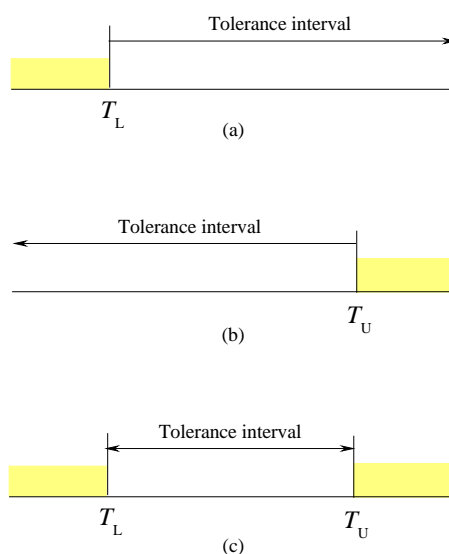 Tolerance interval
T_L
(a)
Tolerance interval
T_U
(b)
Tolerance interval
T_L T_U
(c)